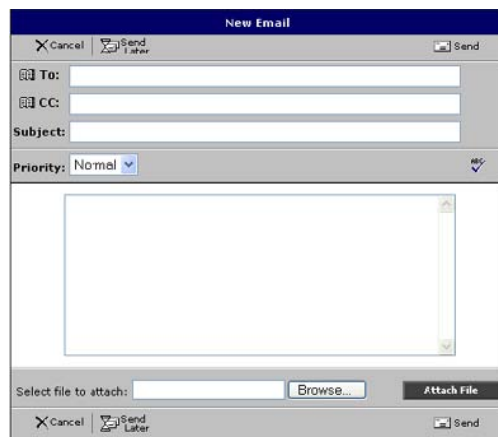 New Email
Cancel Send Later Send
To:
CC:
Subject:
Priority: Normal
ABC
Select file to attach: Browse... Attach File
Cancel Send Later Send